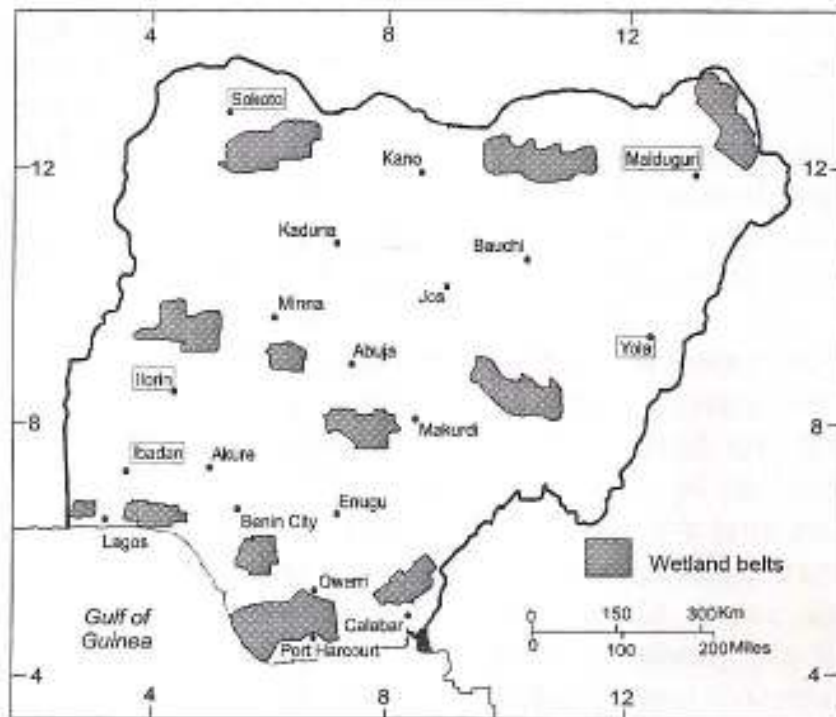 4 8 12
Sokoto
Kano
12 Maiduguri 12
Kaduna
Bauchi
Jos
Minna
Abuja
Yola
Ilorin
8 Makurdi 8
Ibadan Akure
Enugu
Benin City
Lagos
Wetland belts
Owerri
Gulf of
Guinea
Calabar
0 150 300Km
Port Harcourt
0 100 200Miles
4 4
4 8 12